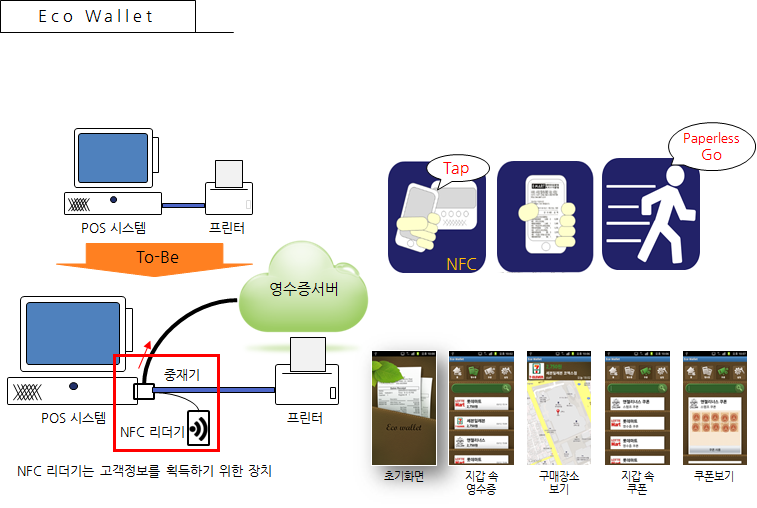 Eco Wallet
Paperless
Go
Tap
NFC
POS 시스템
프린터
To-Be
영수증서버
중재기
POS 시스템
NFC 리더기
프린터
NFC 리더기는 고객정보를 획득하기 위한 장치
Eco wallet
초기화면
지갑 속
영수증
구매장소
보기
지갑 속
쿠폰
쿠폰보기